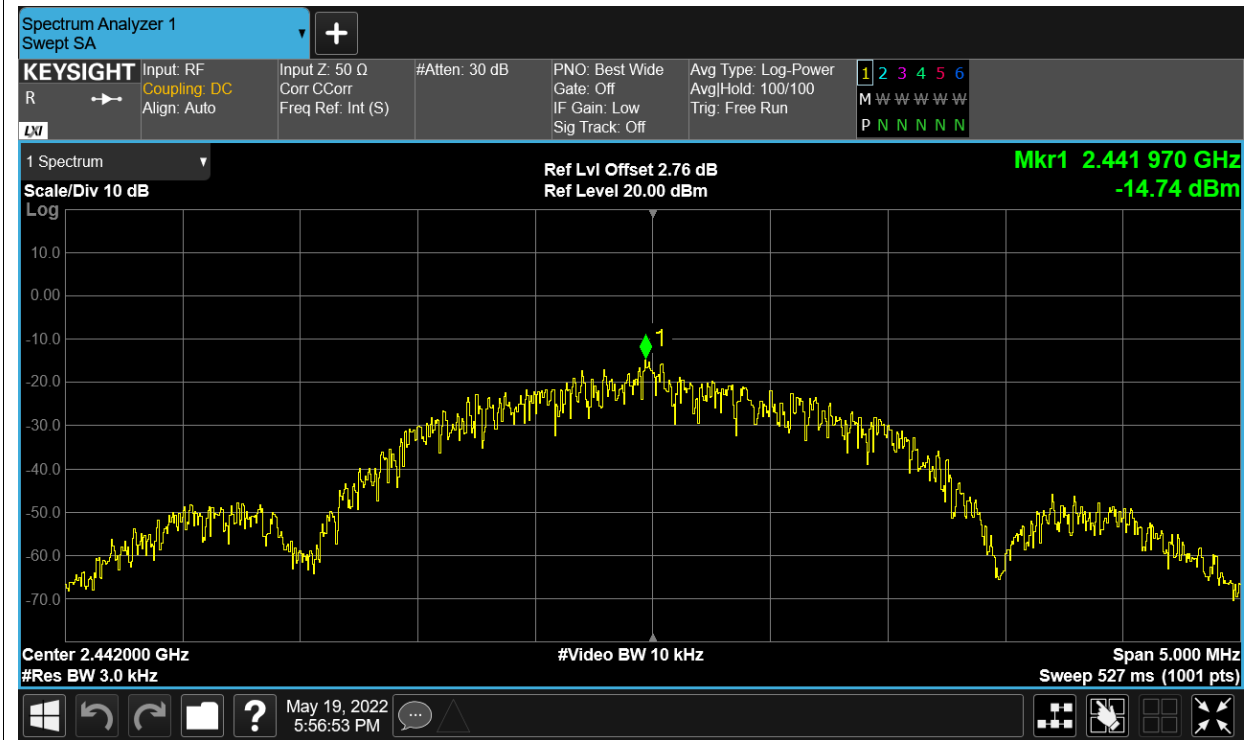 Spectrum Analyzer 1
Swept SA
+
KEYSIGHT
R
LXI
Input: RF
Coupling: DC
Align: Auto
Input Z: 50 Ω
Corr CCorr
Freq Ref: Int (S)
#Atten: 30 dB
PNO: Best Wide
Gate: Off
IF Gain: Low
Sig Track: Off
Avg Type: Log-Power
Avg|Hold: 100/100
Trig: Free Run
1 2 3 4 5 6
M W W W W W
P N N N N N
1 Spectrum
Scale/Div 10 dB
Ref Lvl Offset 2.76 dB
Ref Level 20.00 dBm
Mkr1 2.441 970 GHz
-14.74 dBm
Log
10.0
0.00
-10.0
-20.0
-30.0
-40.0
-50.0
-60.0
-70.0
1
Center 2.442000 GHz
#Res BW 3.0 kHz
#Video BW 10 kHz
Span 5.000 MHz
Sweep 527 ms (1001 pts)
?
May 19, 2022
5:56:53 PM